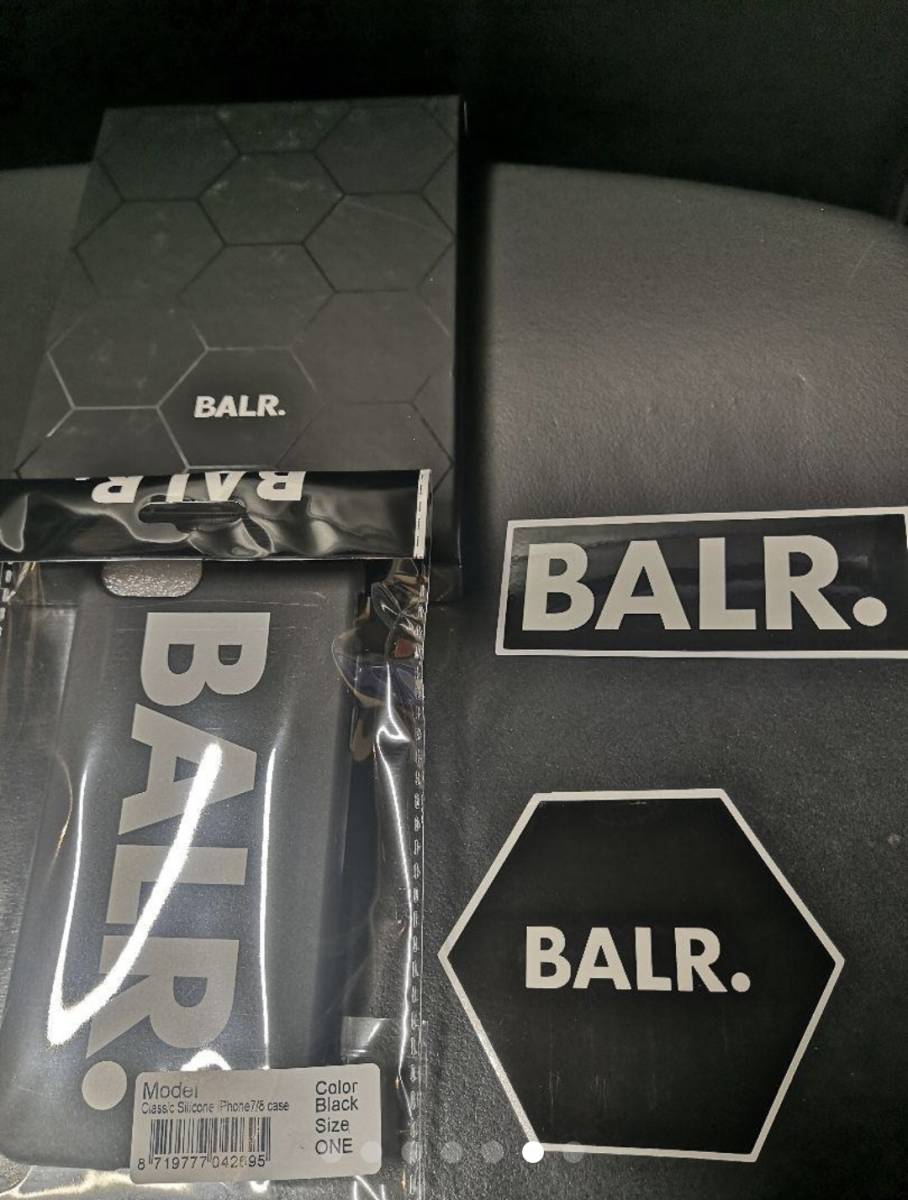 BALR.
BALR.
BALR.
BALR.
BALR.
Model
Classic Silicone iPhone7/8 case
Color
Black
Size
ONE
8 719777 042895